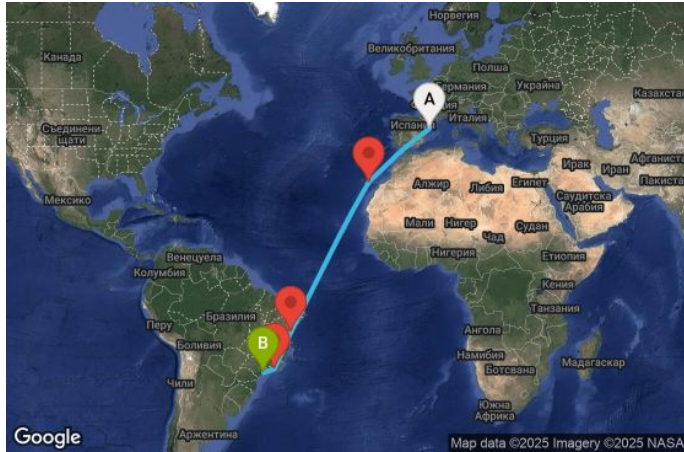 Норвегия
Канада
Великобритания
Полша
Германия
Украйна
Казахста
A
Испани
Италия
Съединени
щати
Турция
Ирак
Афганиста
Иран
Пакиста
Алжир
Либия
Египет
Саудитска
Арабия
Мексико
Мали
Нигер
Судан
Чад
Венецуела
Нигерия
Етиопия
Колумбия
Кения
Бразилия
Танзания
Перу
Ангола
B
Боливия
Намибия
Ботсвана
Мадагаскар
Чили
Южна
Африка
Аржентина
Google
Map data ©2025 Imagery ©2025 NASA